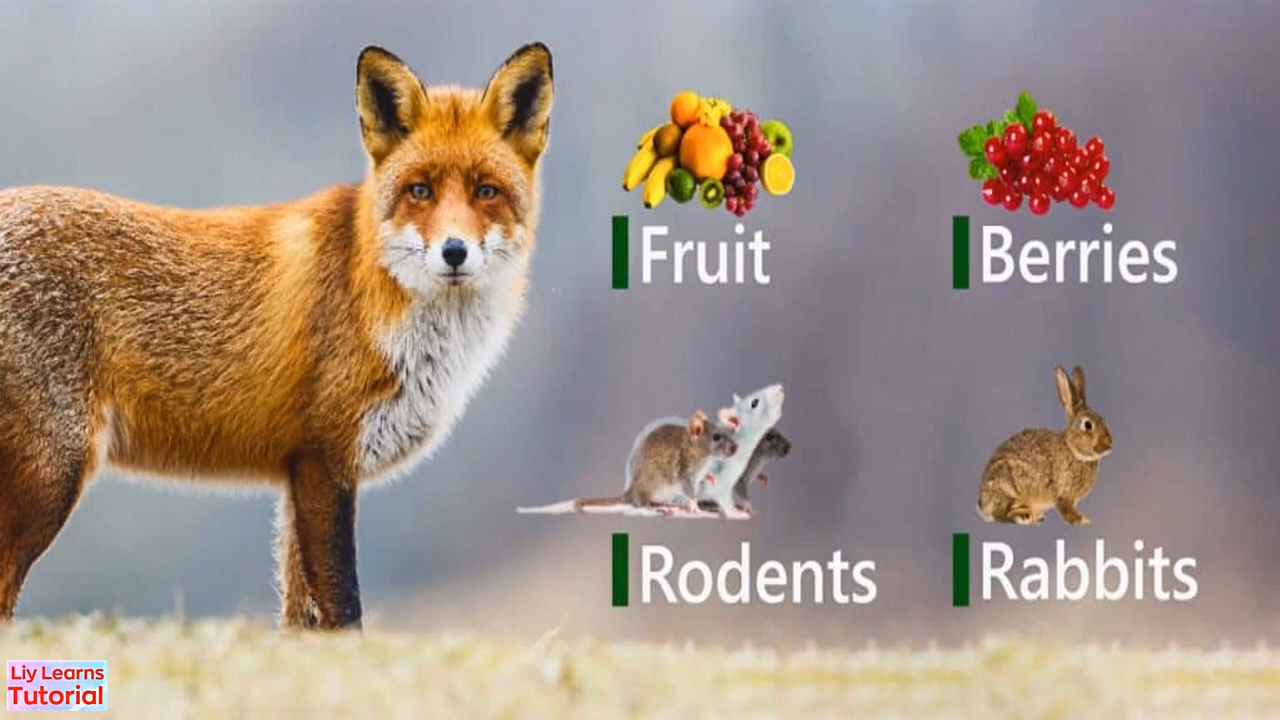 Fruit
Berries
Rodents
Rabbits
Liy Learns
Tutorial